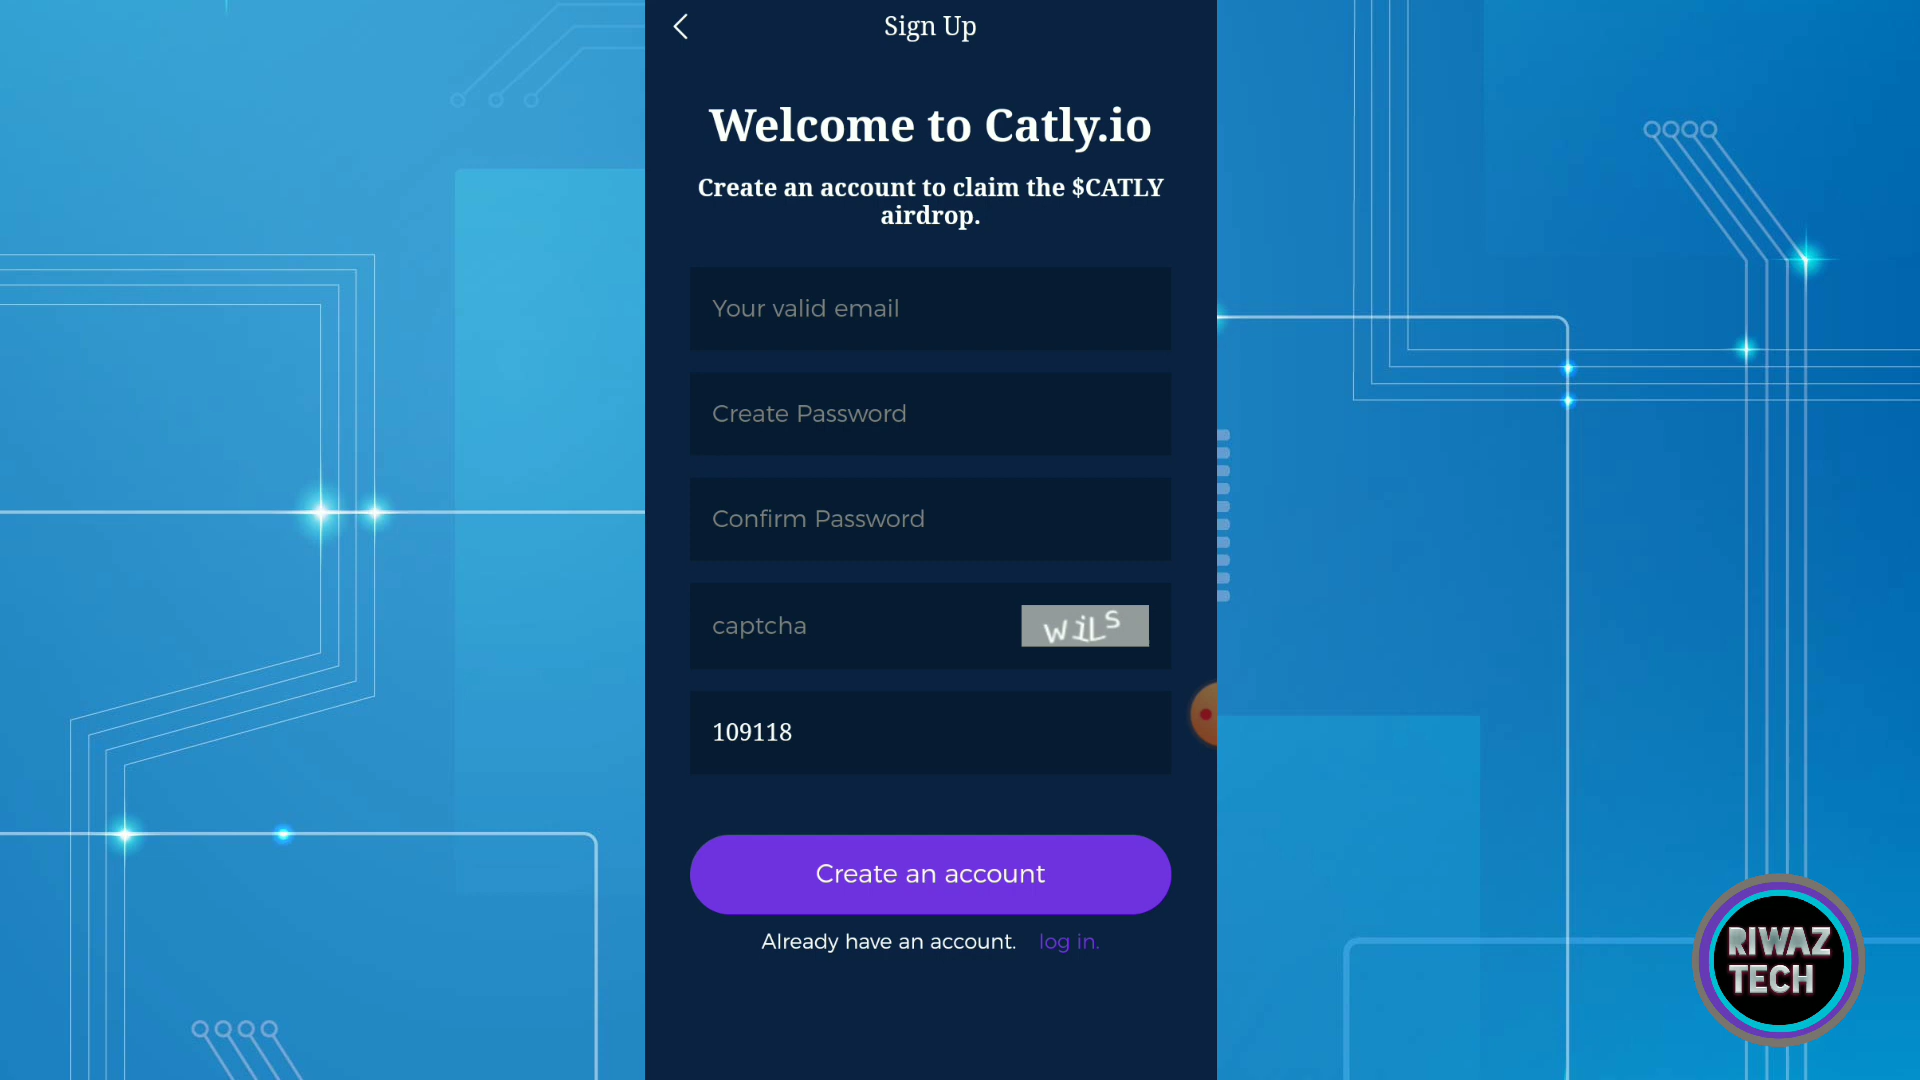 Sign Up
Welcome to Catly.io
Create an account to claim the $CATLY
airdrop.
Your valid email
Create Password
Confirm Password
captcha
wiLs
109118
Create an account
Already have an account. log in.
RIWAZ
TECH